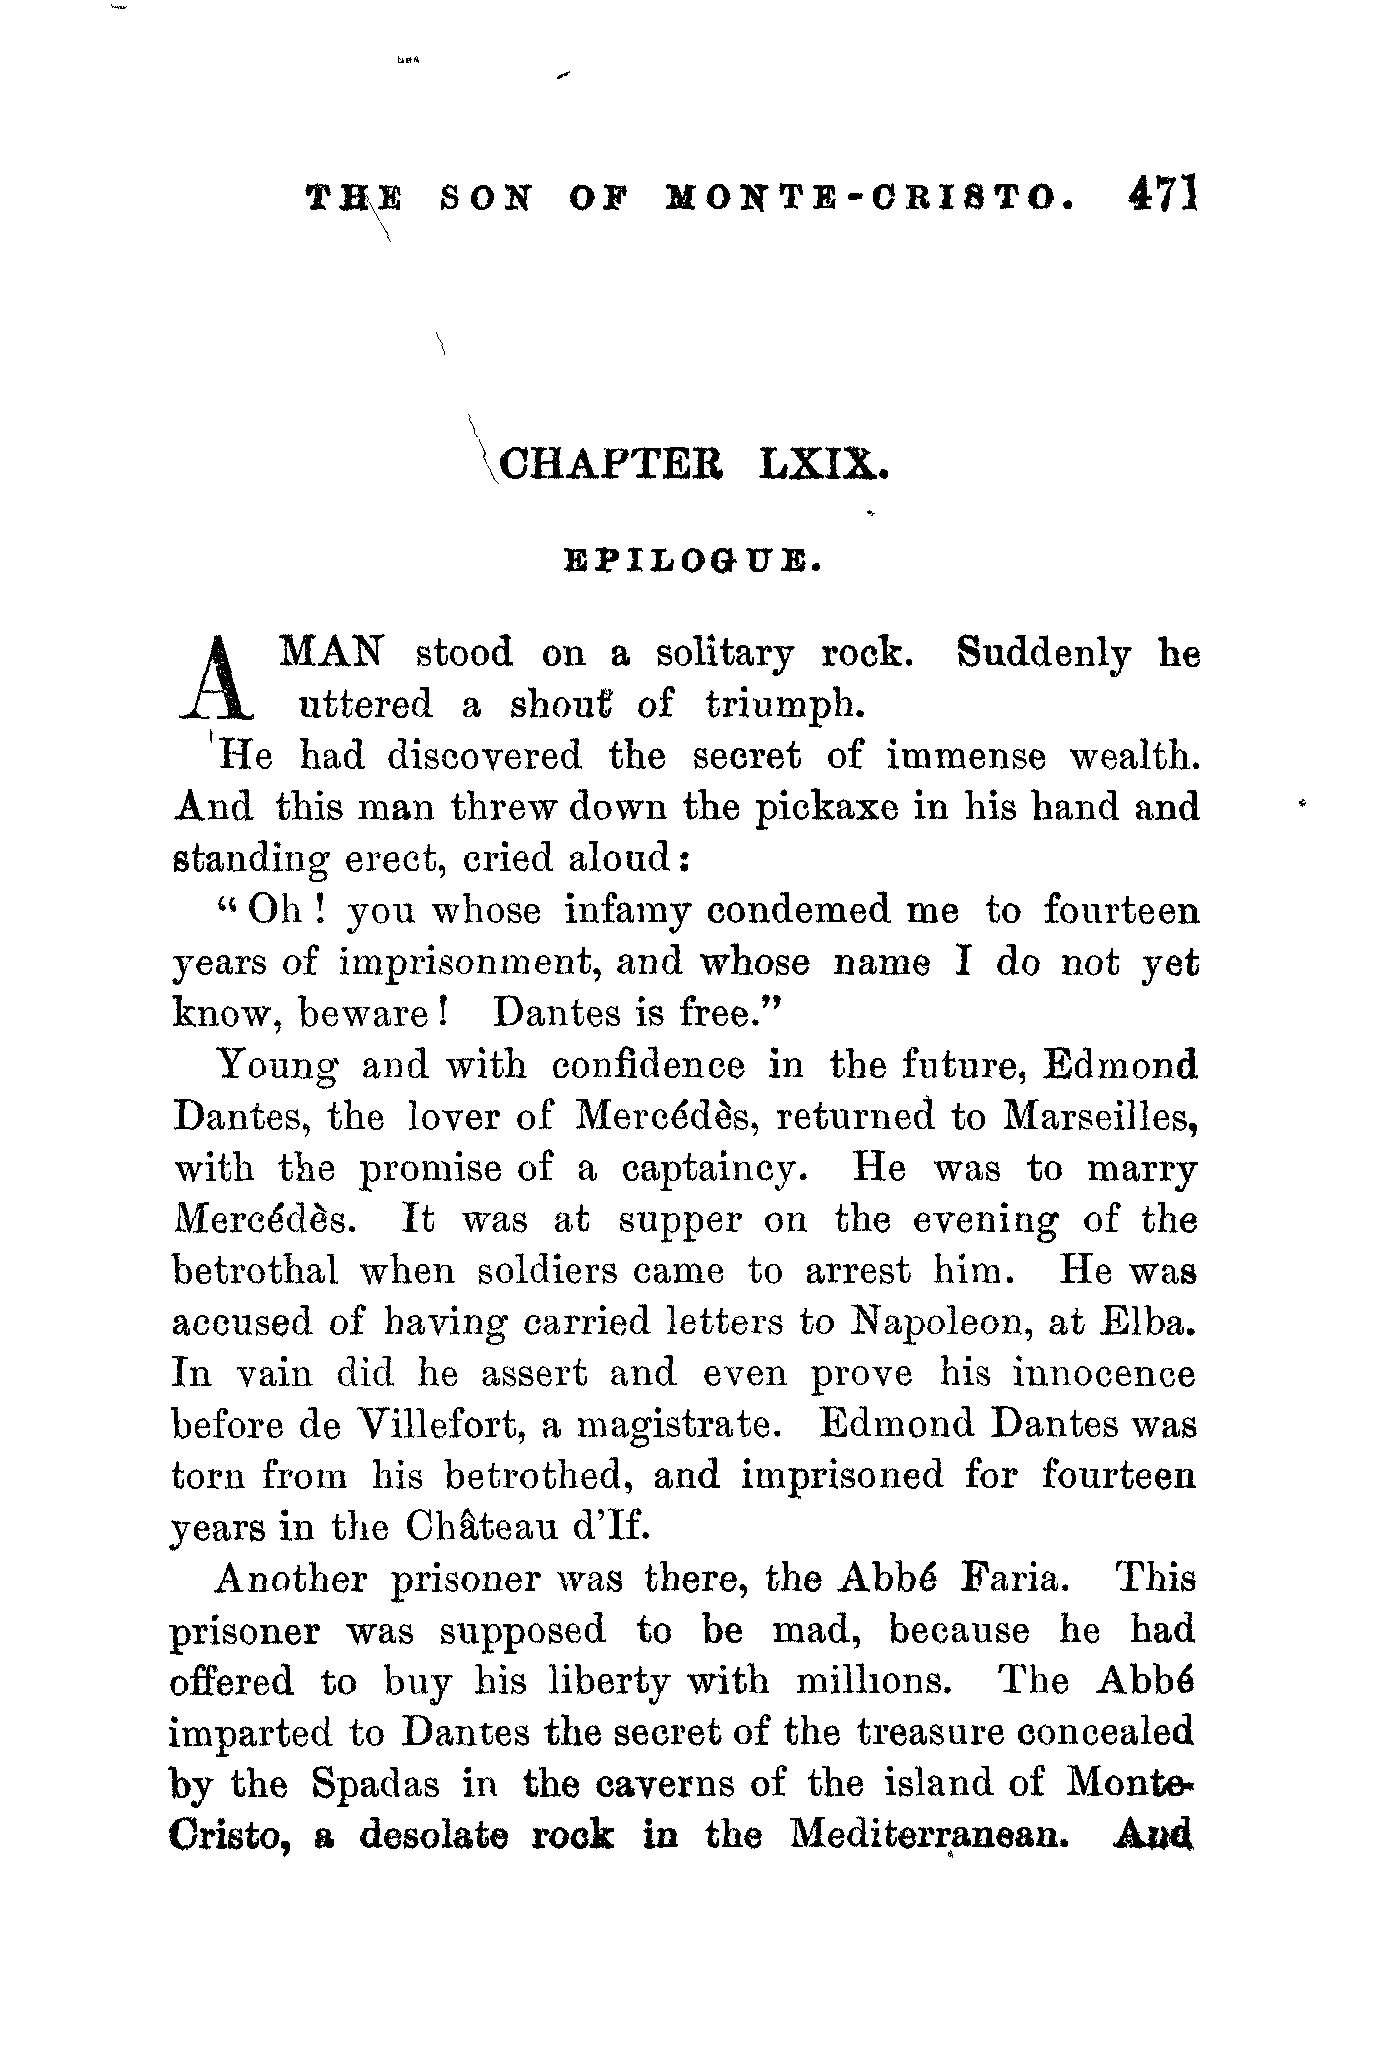 THE SON OF MONTE-CRISTO. 471
CHAPTER LXIX.
EPILOGUE.
A MAN stood on a solitary rock. Suddenly he
uttered a shout of triumph.
He had discovered the secret of immense wealth.
And this man threw down the pickaxe in his hand and
standing erect, cried aloud:
“Oh! you whose infamy condemed me to fourteen
years of imprisonment, and whose name I do not yet
know, beware! Dantes is free.”
Young and with confidence in the future, Edmond
Dantes, the lover of Mercédès, returned to Marseilles,
with the promise of a captaincy. He was to marry
Mercédès. It was at supper on the evening of the
betrothal when soldiers came to arrest him. He was
accused of having carried letters to Napoleon, at Elba.
In vain did he assert and even prove his innocence
before de Villefort, a magistrate. Edmond Dantes was
torn from his betrothed, and imprisoned for fourteen
years in the Château d’If.
Another prisoner was there, the Abbé Faria. This
prisoner was supposed to be mad, because he had
offered to buy his liberty with millions. The Abbé
imparted to Dantes the secret of the treasure concealed
by the Spadas in the caverns of the island of Monte-
Cristo, a desolate rock in the Mediterranean. And